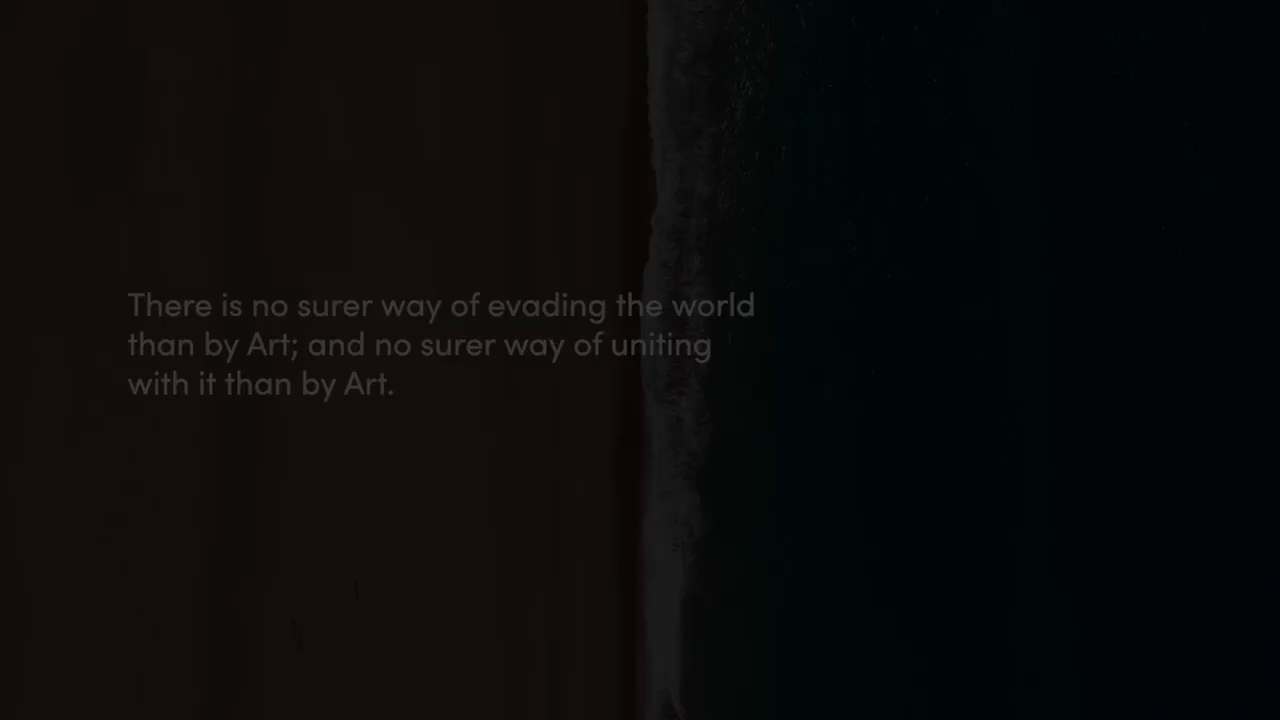 There is no surer way of evading the world
than by Art; and no surer way of uniting
with it than by Art.